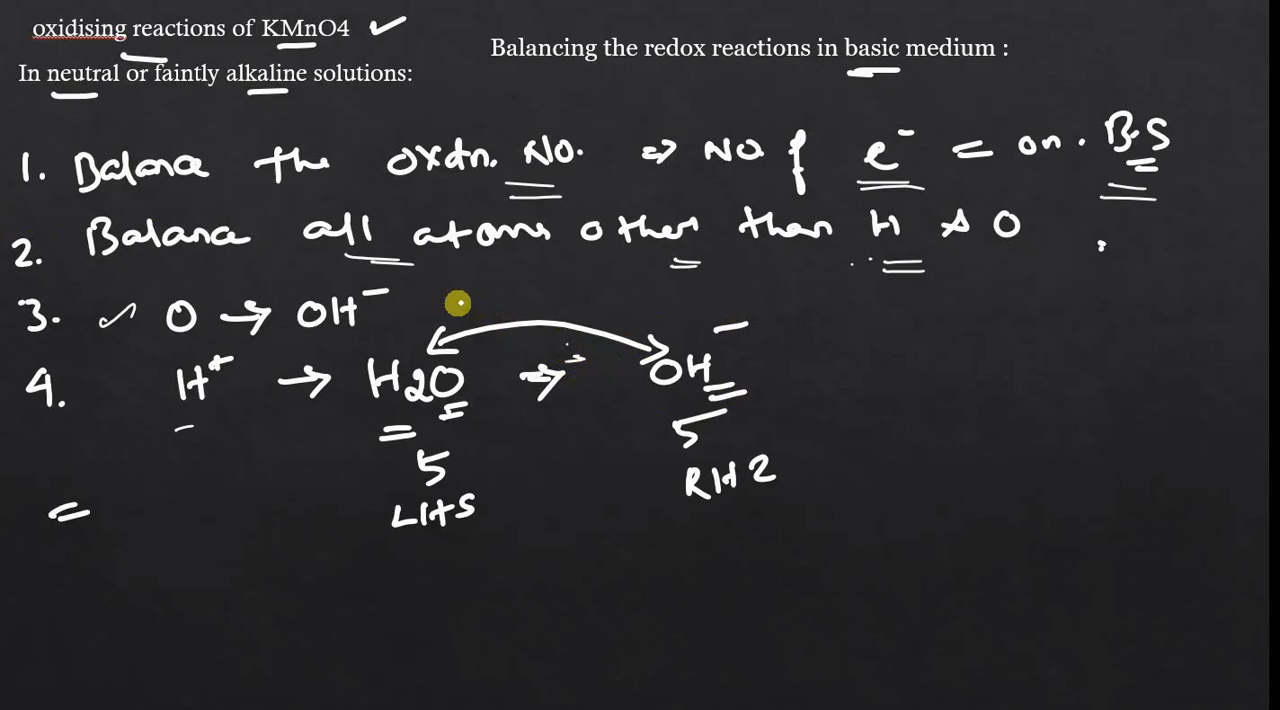 oxidising reactions of KMnO4 ✓
Balancing the redox reactions in basic medium :
In neutral or faintly alkaline solutions:
1. Balance the oxdn. No. ⇒ No of e⁻ = on. B.S
2. Balance all atoms other than H & O
3. ✓ O → OH⁻
4. H⁺ → H2O ⇒ OH⁻
5 5
LHS RHS
=